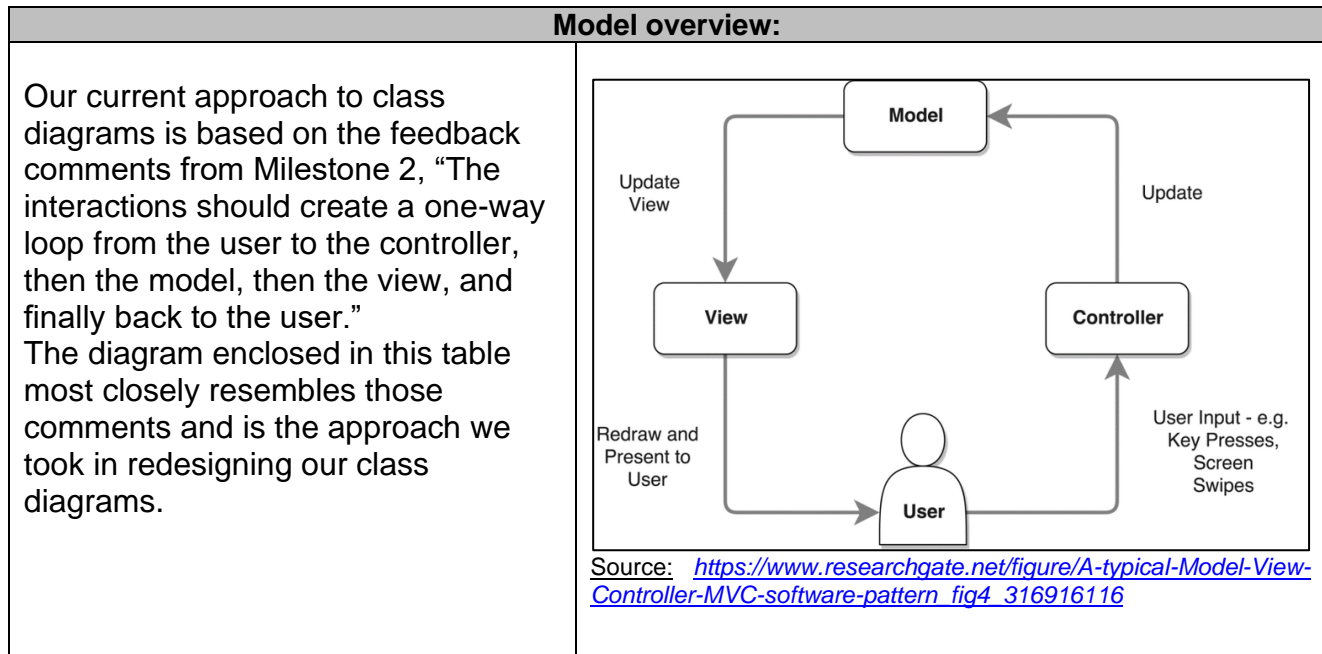 Model overview:
Our current approach to class
diagrams is based on the feedback
comments from Milestone 2, “The
interactions should create a one-way
loop from the user to the controller,
then the model, then the view, and
finally back to the user.”
The diagram enclosed in this table
most closely resembles those
comments and is the approach we
took in redesigning our class
diagrams.
Model
Update
View
Update
View
Controller
Redraw and
Present to
User
User
User Input - e.g.
Key Presses,
Screen
Swipes
Source: https://www.researchgate.net/figure/A-typical-Model-View-
Controller-MVC-software-pattern_fig4_316916116